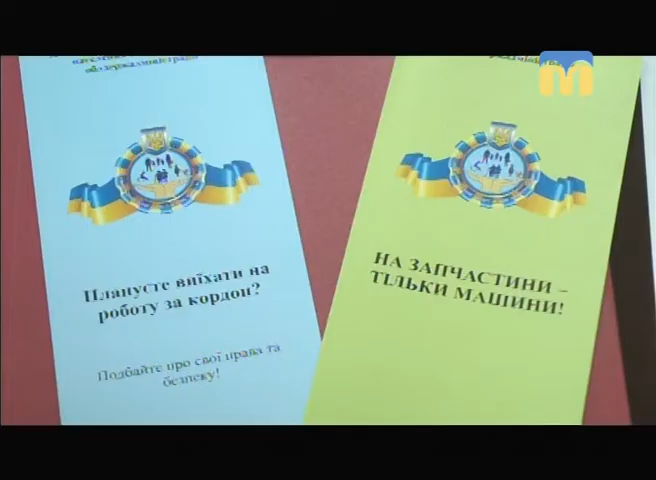 Плануєте виїхати на
роботу за кордон?
Подбайте про свої права та
безпеку!
НА ЗАПЧАСТИНИ –
ТІЛЬКИ МАШИНИ!